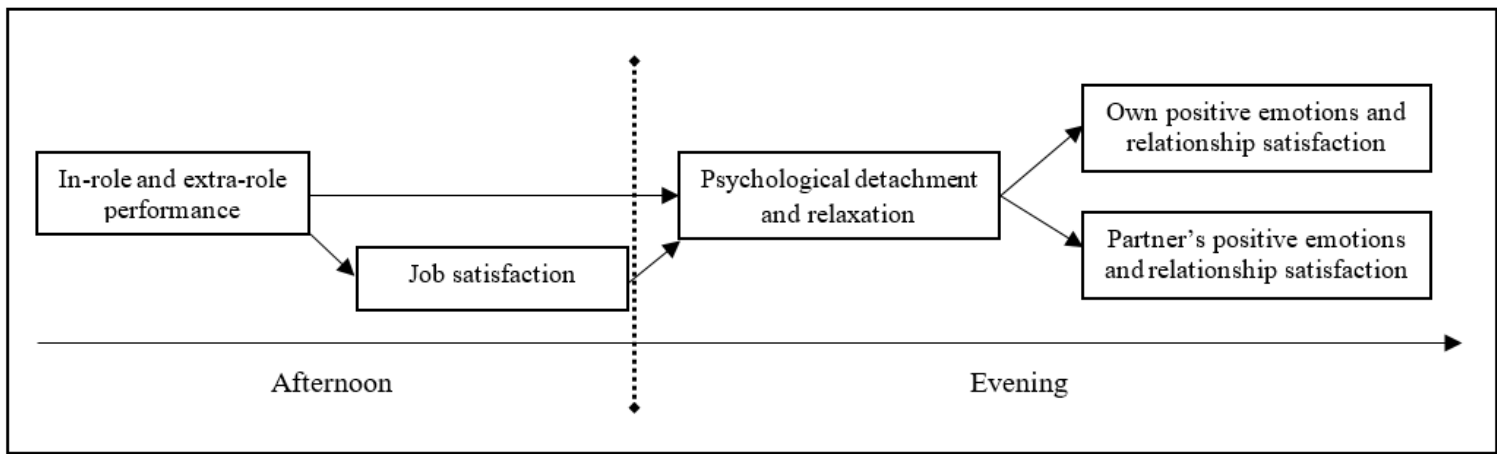 In-role and extra-role
performance
Job satisfaction
Psychological detachment
and relaxation
Own positive emotions and
relationship satisfaction
Partner's positive emotions
and relationship satisfaction
Afternoon
Evening